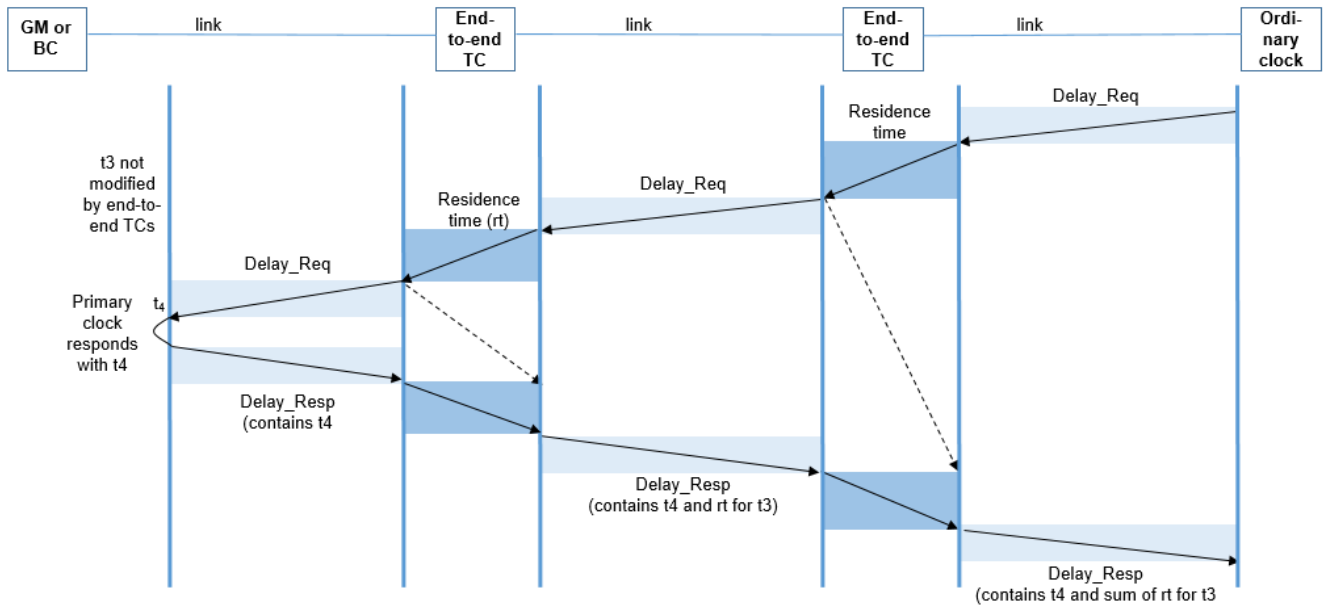 GM or
BC
link
End-
to-end
TC
link
End-
to-end
TC
link
Ordi-
nary
clock
Delay_Req
Residence
time
t3 not
modified
by end-to-
end TCs
Delay_Req
Residence
time (rt)
Delay_Req
Primary
clock
responds
with t4
t4
Delay_Resp
(contains t4
Delay_Resp
(contains t4 and rt for t3)
Delay_Resp
(contains t4 and sum of rt for t3